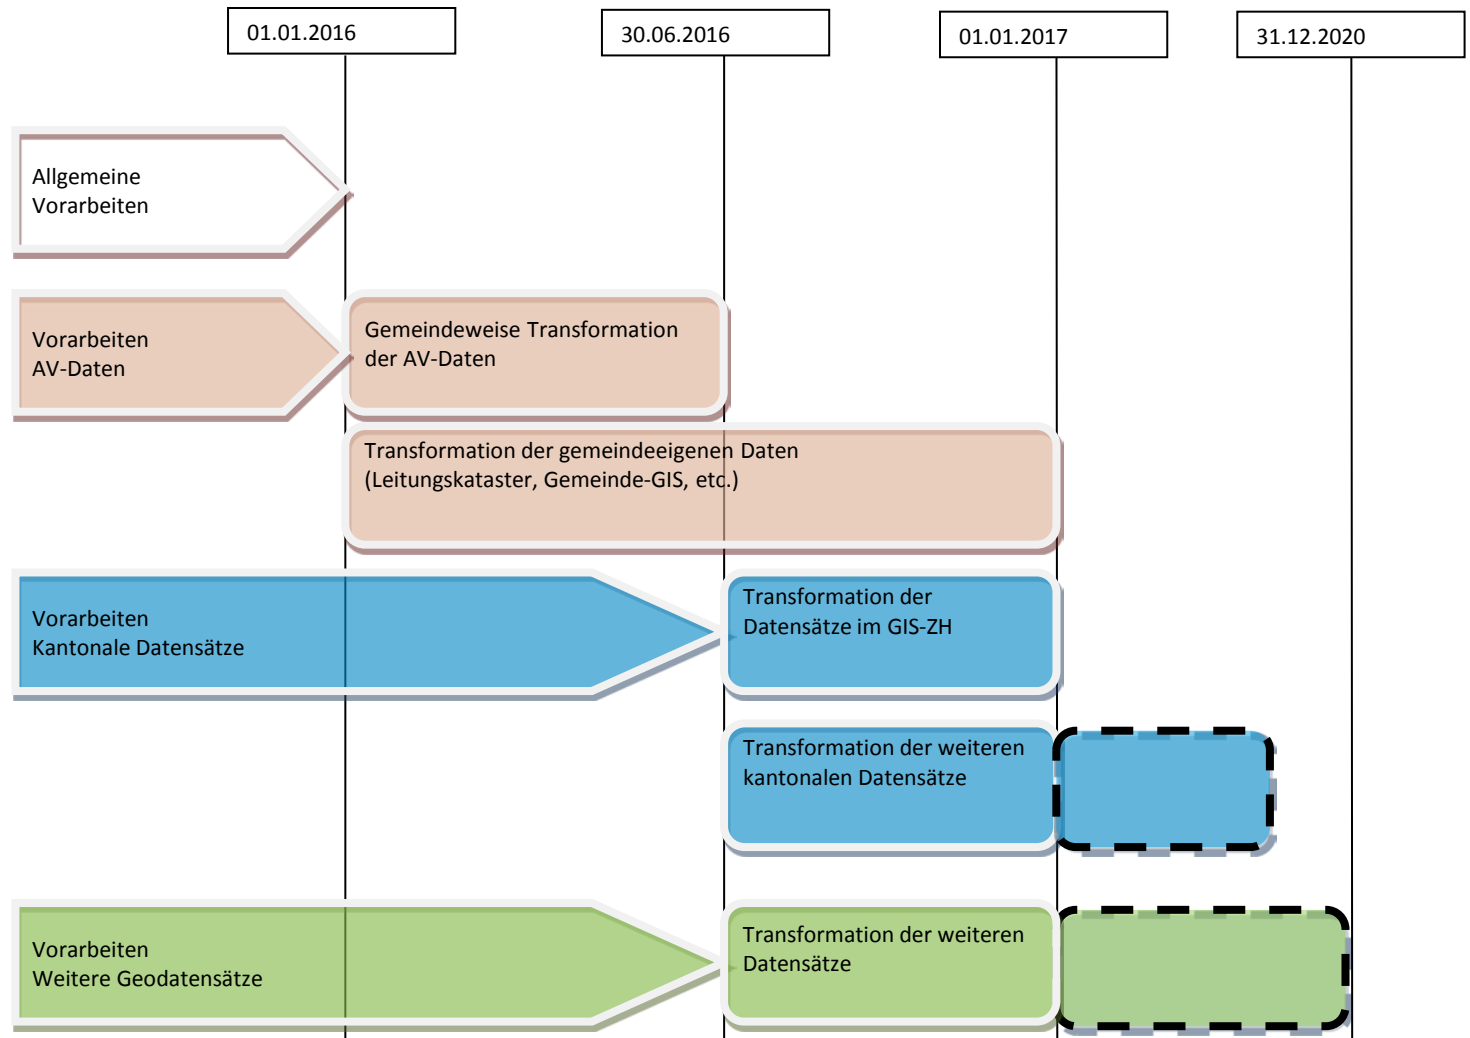 01.01.2016
30.06.2016
01.01.2017
31.12.2020
Allgemeine
Vorarbeiten
Vorarbeiten
AV-Daten
Gemeindeweise Transformation
der AV-Daten
Transformation der gemeindeeigenen Daten
(Leitungskataster, Gemeinde-GIS, etc.)
Vorarbeiten
Kantonale Datensätze
Transformation der
Datensätze im GIS-ZH
Transformation der weiteren
kantonalen Datensätze
Vorarbeiten
Weitere Geodatensätze
Transformation der weiteren
Datensätze